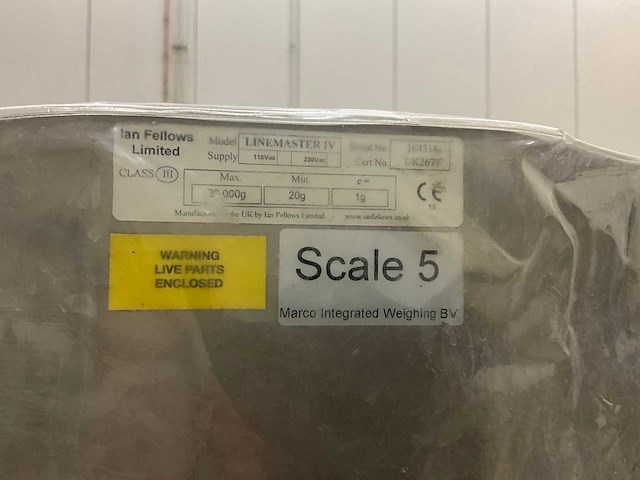 Ian Fellows
Limited
Model LINEMASTER IV Serial No
Supply 110Vac 230Vac Cert No
CLASS III
Max. Min e =
20g 1g
CE
the UK by Ian Fellows Limited www.ianfellows.co.uk
WARNING
LIVE PARTS
ENCLOSED
Scale 5
Marco Integrated Weighing BV